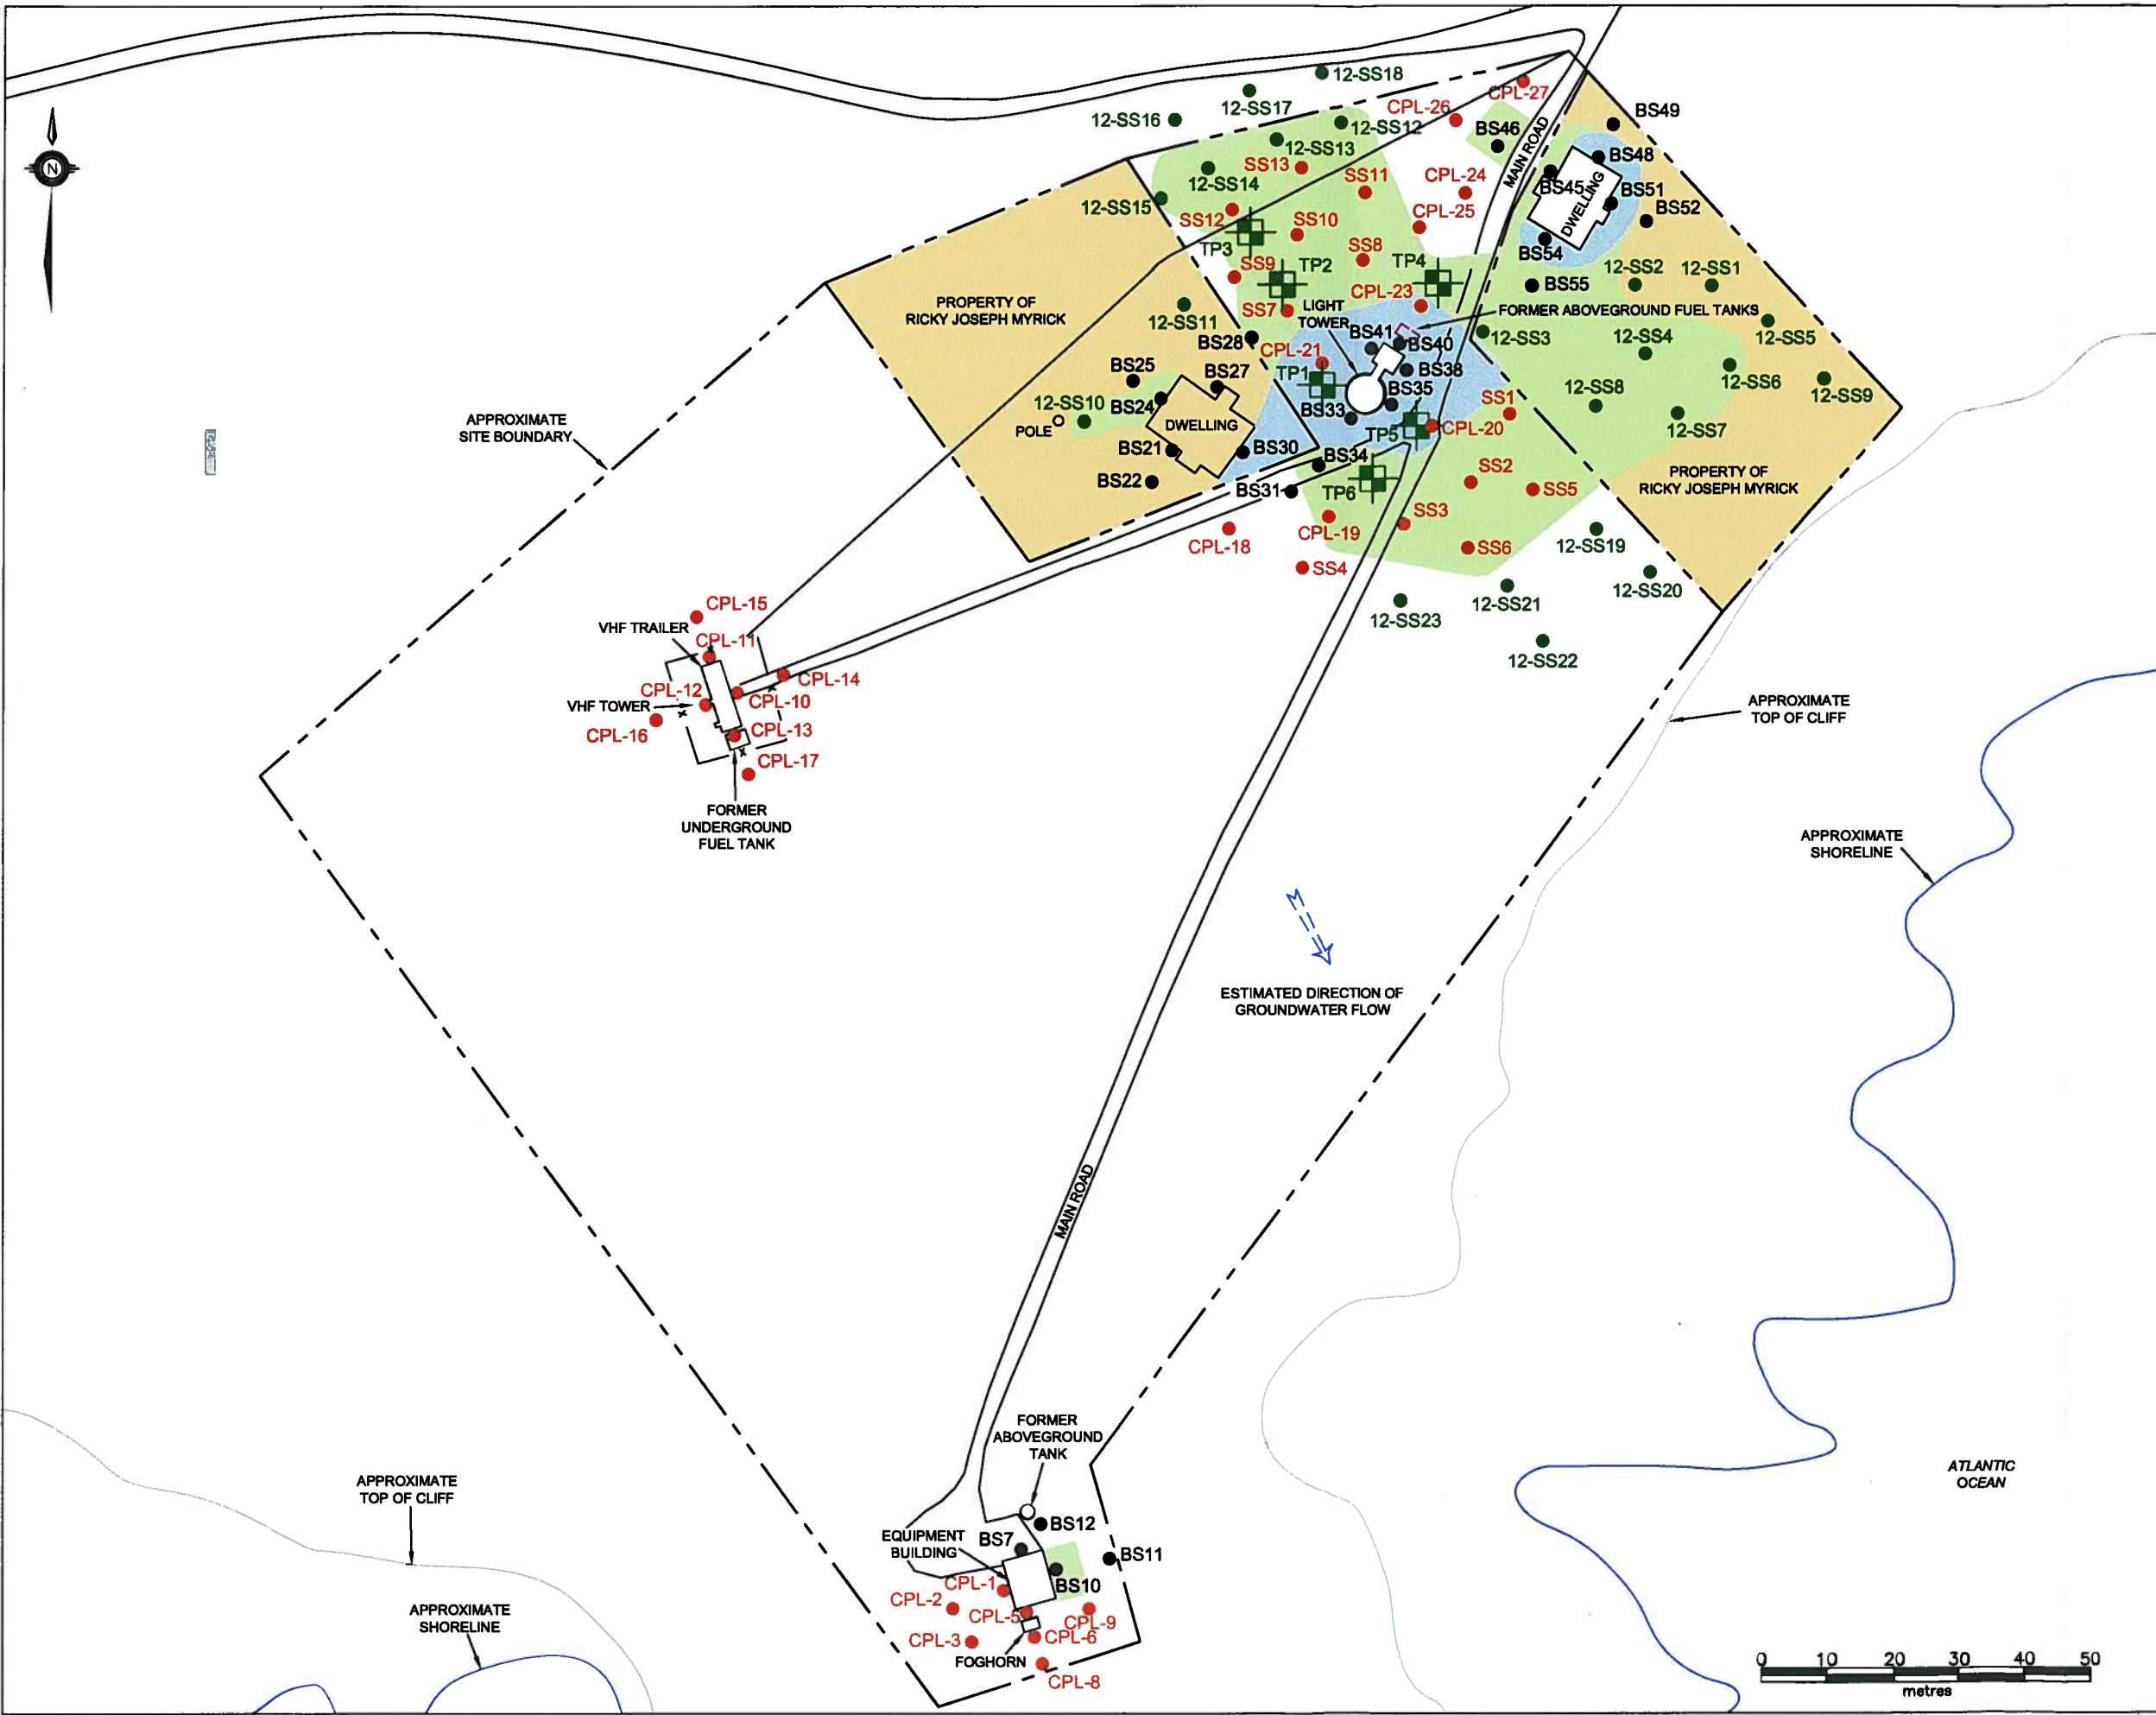 12-SS18
12-SS17
12-SS16
CPL-27
CPL-26
12-SS12
12-SS13
BS46
MAIN ROAD
BS49
BS48
BS45
DWELLING
BS51
BS52
BS54
BS55
N
SS13
12-SS14
12-SS15
SS11
CPL-24
CPL-25
SS12
SS10
TP3
SS8
SS9
TP2
TP4
12-SS2
12-SS1
PROPERTY OF
RICKY JOSEPH MYRICK
12-SS11
SS7
CPL-23
LIGHT
TOWER
FORMER ABOVEGROUND FUEL TANKS
BS41
BS40
12-SS3
12-SS4
12-SS5
BS28
CPL-21
BS38
TP1
BS25
BS27
BS35
12-SS8
12-SS6
12-SS9
12-SS10
BS24
BS33
SS1
POLE
DWELLING
TP5
CPL-20
12-SS7
APPROXIMATE
SITE BOUNDARY
BS21
BS30
BS34
BS22
BS31
TP6
SS2
SS5
PROPERTY OF
RICKY JOSEPH MYRICK
SS3
CPL-19
CPL-18
SS6
12-SS19
SS4
12-SS20
12-SS21
12-SS23
12-SS22
CPL-15
VHF TRAILER
CPL-11
CPL-14
CPL-12
CPL-10
VHF TOWER
CPL-16
CPL-13
CPL-17
FORMER
UNDERGROUND
FUEL TANK
APPROXIMATE
TOP OF CLIFF
APPROXIMATE
SHORELINE
ESTIMATED DIRECTION OF
GROUNDWATER FLOW
MAIN ROAD
FORMER
ABOVEGROUND
TANK
APPROXIMATE
TOP OF CLIFF
ATLANTIC
OCEAN
BS12
EQUIPMENT
BUILDING
BS7
BS11
BS10
CPL-1
CPL-2
CPL-5
CPL-9
APPROXIMATE
SHORELINE
CPL-3
CPL-6
FOGHORN
CPL-8
0 10 20 30 40 50
metres